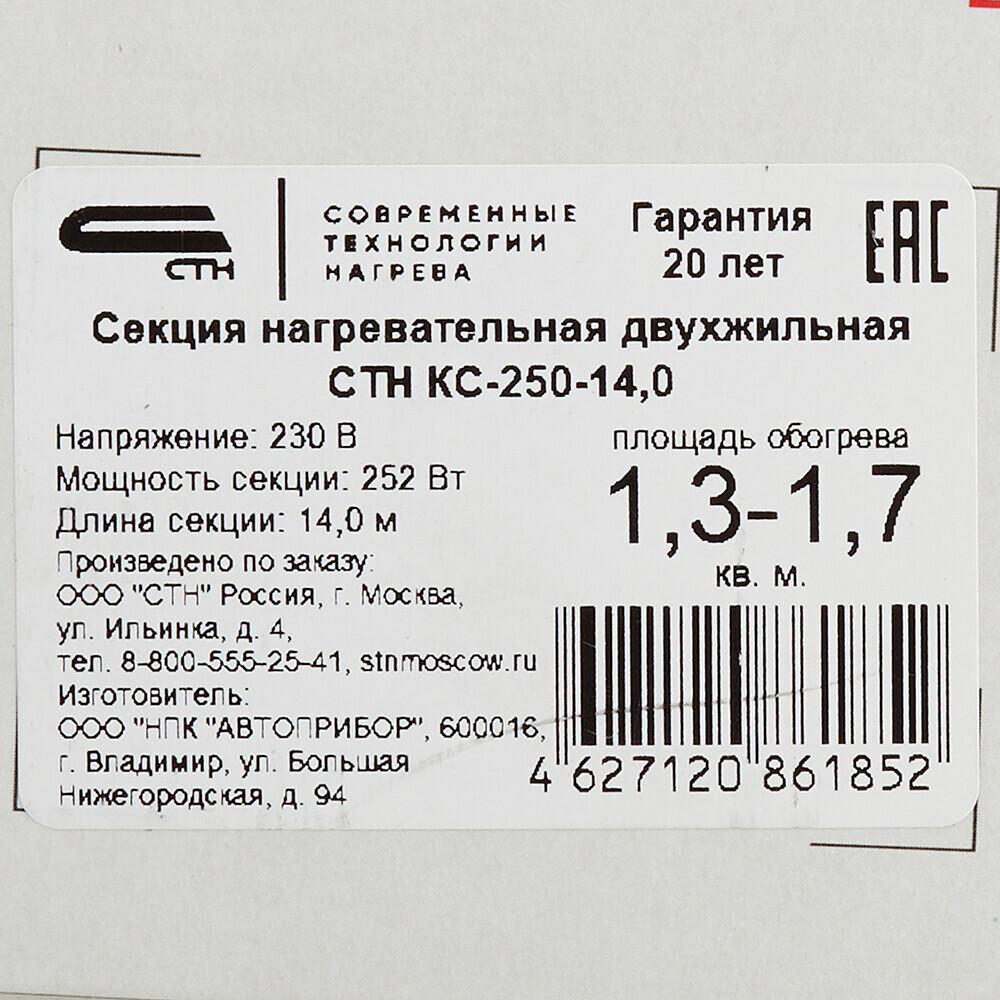 СТН
СОВРЕМЕННЫЕ
ТЕХНОЛОГИИ
НАГРЕВА
Гарантия
20 лет
EAC
Секция нагревательная двухжильная
СТН КС-250-14,0
Напряжение: 230 В
Мощность секции: 252 Вт
Длина секции: 14,0 м
Произведено по заказу:
ООО "СТН" Россия, г. Москва,
ул. Ильинка, д. 4,
тел. 8-800-555-25-41, stnmoscow.ru
Изготовитель:
ООО "НПК "АВТОПРИБОР", 600016,
г. Владимир, ул. Большая
Нижегородская, д. 94
площадь обогрева
1,3-1,7
кв. м.
4 627120 861852